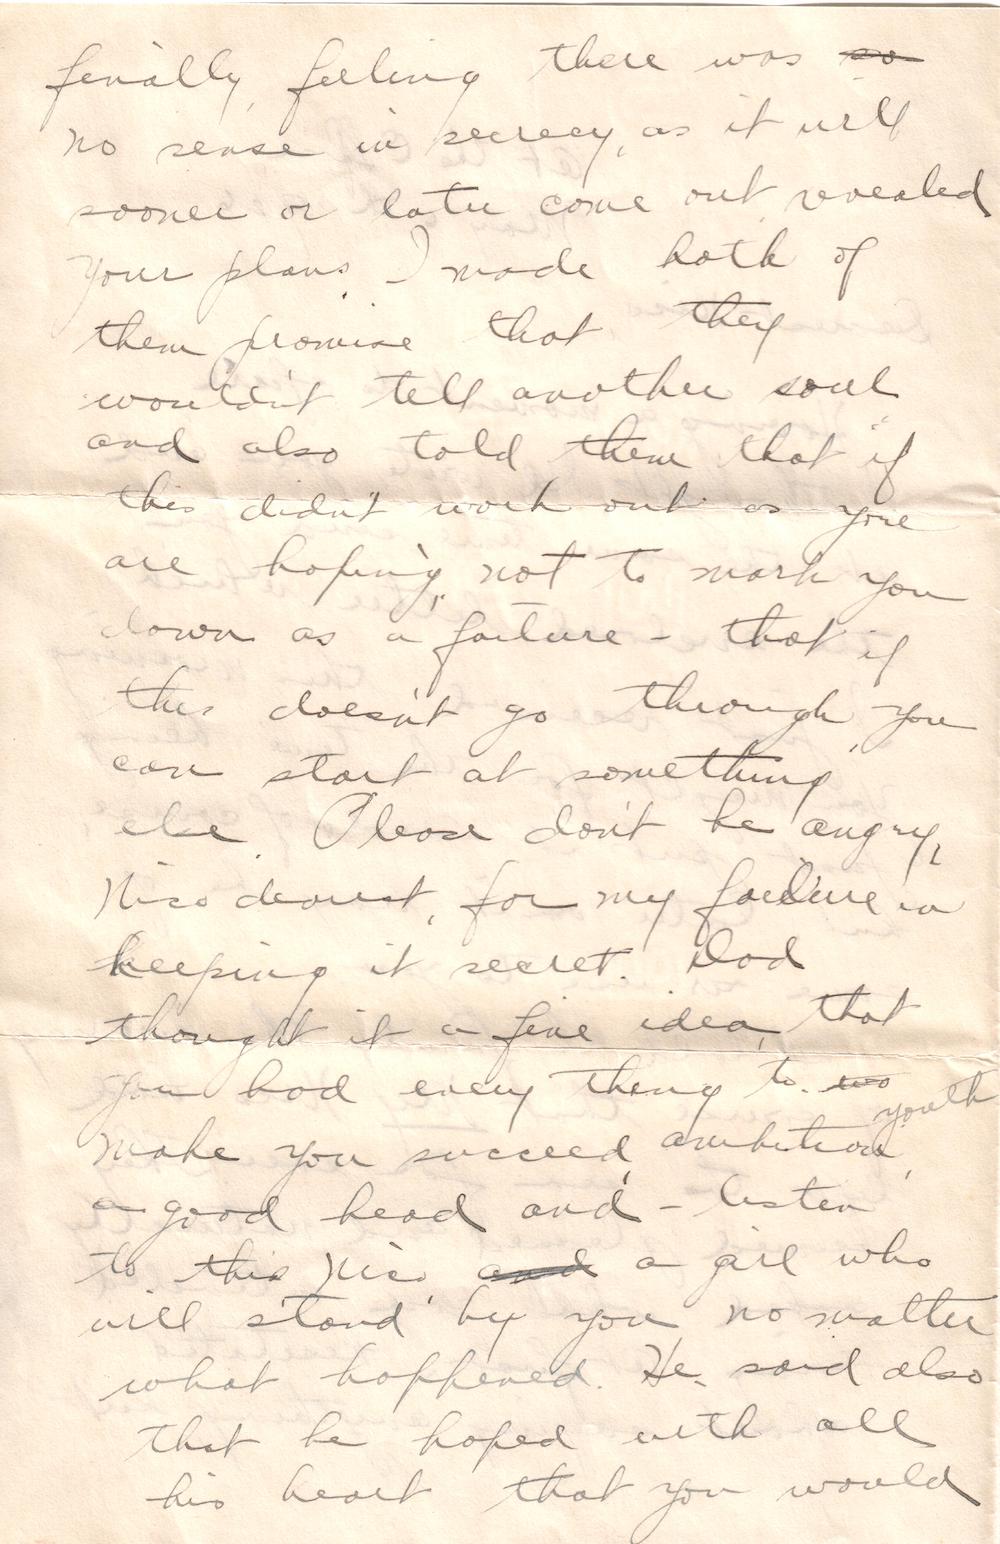 finally, feeling there was so
no sense in secrecy, as it will
sooner or later come out, revealed
your plans. I made both of
them promise that they
wouldn't tell another soul
and also told them that if
this didn't work out as you
are hoping, not to mark you
down as a failure - that if
this doesn't go through, you
can start at something
else. Please don't be angry,
Nico dearest, for my failure in
keeping it secret. Dad
thought it a fine idea, that
you had every thing to
make you succeed, ambition, youth
a good head and - listen
to this Nico, and a girl who
will stand by you no matter
what happened. He said also
that he hoped with all
his heart that you would